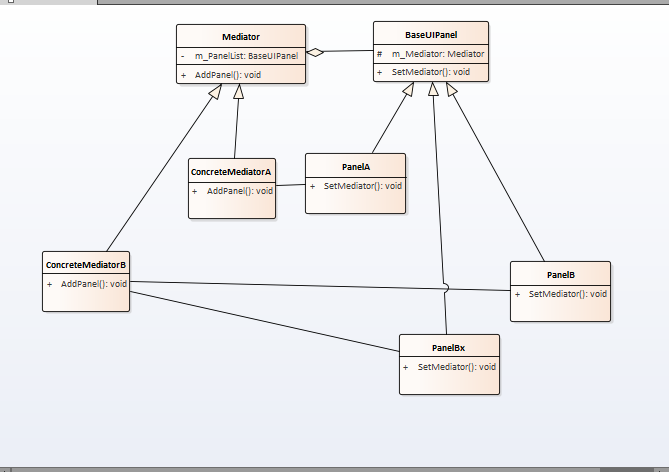 Mediator
- m_PanelList: BaseUIPanel
+ AddPanel(): void
BaseUIPanel
# m_Mediator: Mediator
+ SetMediator(): void
ConcreteMediatorA
+ AddPanel(): void
PanelA
+ SetMediator(): void
ConcreteMediatorB
+ AddPanel(): void
PanelB
+ SetMediator(): void
PanelBx
+ SetMediator(): void